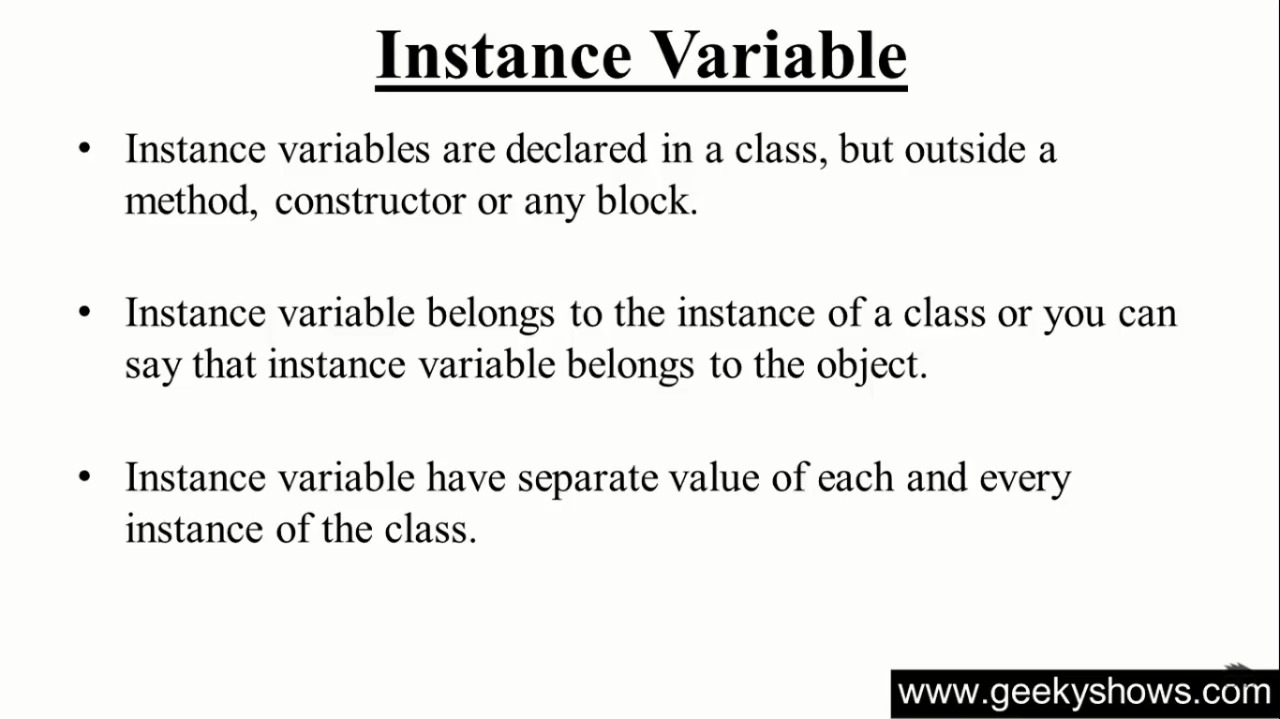 Instance Variable
• Instance variables are declared in a class, but outside a
method, constructor or any block.
• Instance variable belongs to the instance of a class or you can
say that instance variable belongs to the object.
• Instance variable have separate value of each and every
instance of the class.
www.geekyshows.com